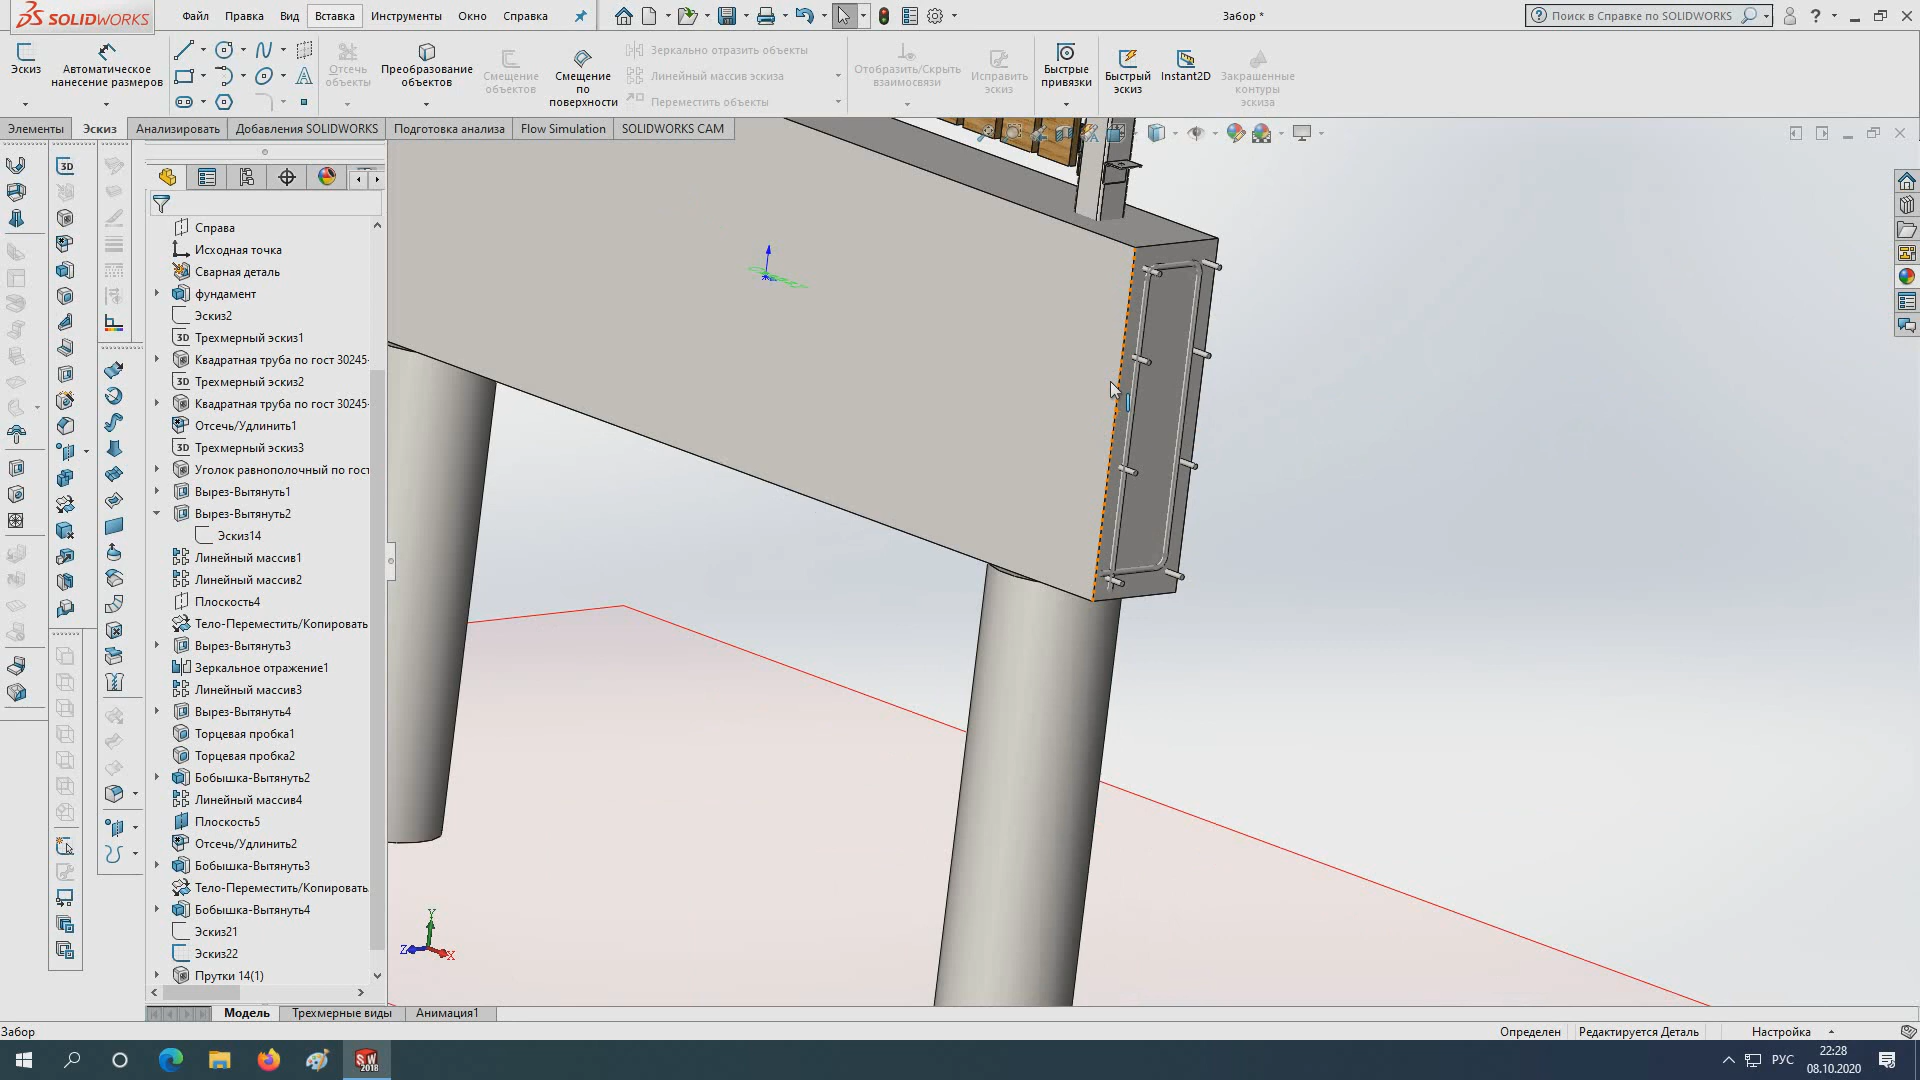 SOLIDWORKS
Файл Правка Вид Вставка Инструменты Окно Справка
Забор *
Поиск в Справке по SOLIDWORKS
Эскиз
Автоматическое нанесение размеров
Отсечь объекты
Преобразование объектов
Смещение объектов
Смещение по поверхности
Зеркально отразить объекты
Линейный массив эскиза
Переместить объекты
Отобразить/Скрыть взаимосвязи
Исправить эскиз
Быстрые привязки
Быстрый эскиз
Instant2D
Закрашенные контуры эскиза
Элементы Эскиз Анализировать Добавления SOLIDWORKS Подготовка анализа Flow Simulation SOLIDWORKS CAM
3D
Справа
Исходная точка
Сварная деталь
фундамент
Эскиз2
3D Трехмерный эскиз1
Квадратная труба по гост 30245-
3D Трехмерный эскиз2
Квадратная труба по гост 30245-
Отсечь/Удлинить1
3D Трехмерный эскиз3
Уголок равнополочный по гост
Вырез-Вытянуть1
Вырез-Вытянуть2
Эскиз14
Линейный массив1
Линейный массив2
Плоскость4
Тело-Переместить/Копировать
Вырез-Вытянуть3
Зеркальное отражение1
Линейный массив3
Вырез-Вытянуть4
Торцевая пробка1
Торцевая пробка2
Бобышка-Вытянуть2
Линейный массив4
Плоскость5
Отсечь/Удлинить2
Бобышка-Вытянуть3
Тело-Переместить/Копировать
Бобышка-Вытянуть4
Эскиз21
Эскиз22
Прутки 14(1)
Y
Z
X
Модель Трехмерные виды Анимация1
Забор
Определен Редактируется Деталь Настройка
SW 2018
РУС
22:28
08.10.2020